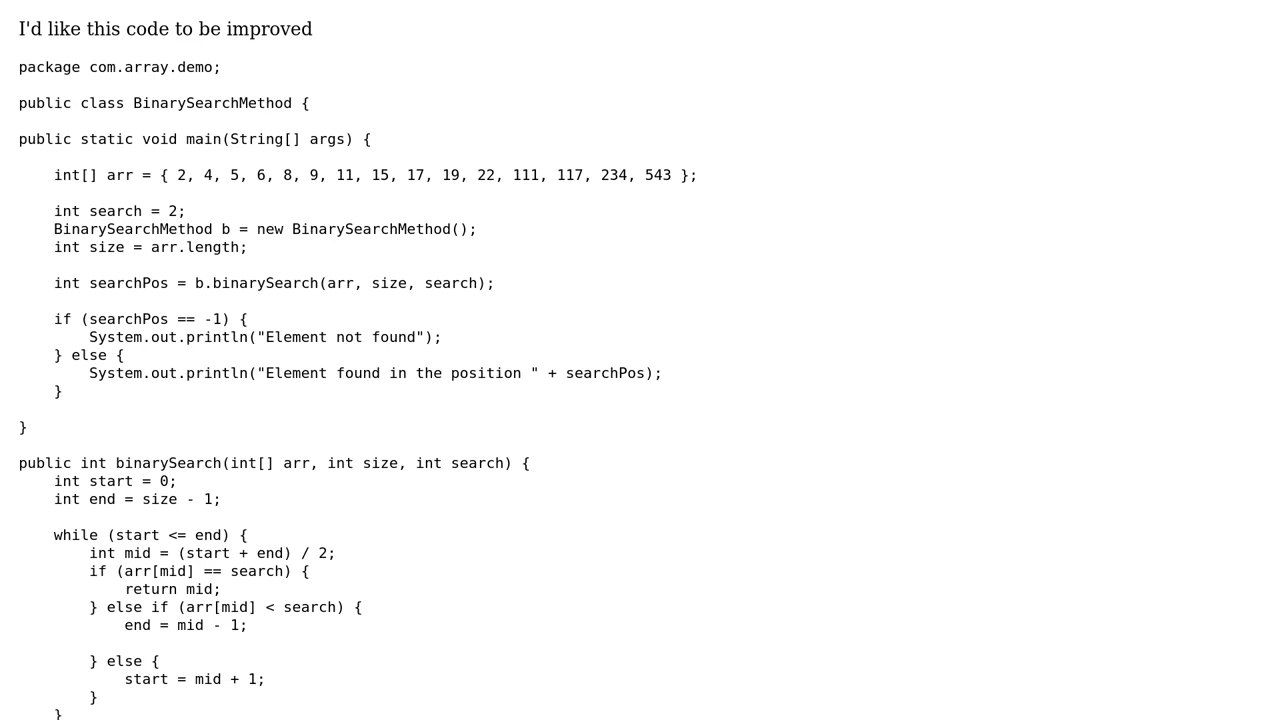 I'd like this code to be improved
package com.array.demo;
public class BinarySearchMethod {
public static void main(String[] args) {
    int[] arr = { 2, 4, 5, 6, 8, 9, 11, 15, 17, 19, 22, 111, 117, 234, 543 };
    int search = 2;
    BinarySearchMethod b = new BinarySearchMethod();
    int size = arr.length;
    int searchPos = b.binarySearch(arr, size, search);
    if (searchPos == -1) {
        System.out.println("Element not found");
    } else {
        System.out.println("Element found in the position " + searchPos);
    }
}
public int binarySearch(int[] arr, int size, int search) {
    int start = 0;
    int end = size - 1;
    while (start <= end) {
        int mid = (start + end) / 2;
        if (arr[mid] == search) {
            return mid;
        } else if (arr[mid] < search) {
            end = mid - 1;
        } else {
            start = mid + 1;
        }
    }